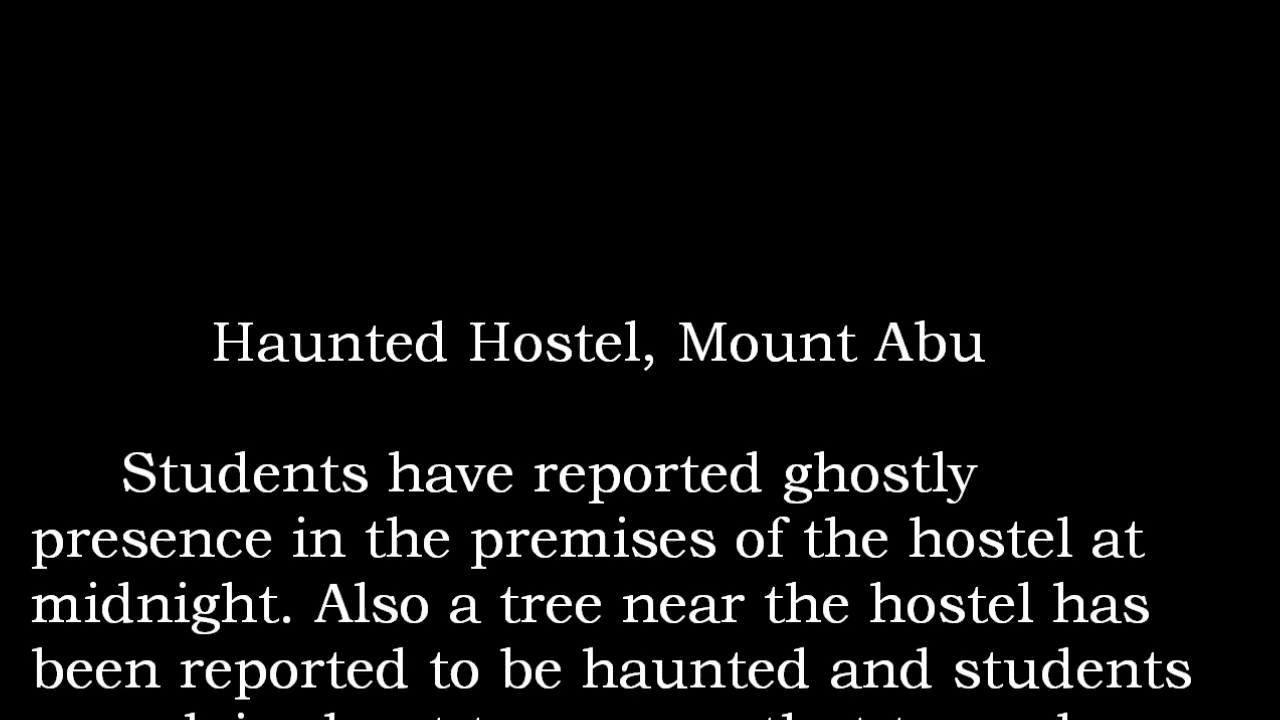 Haunted Hostel, Mount Abu
Students have reported ghostly
presence in the premises of the hostel at
midnight. Also a tree near the hostel has
been reported to be haunted and students